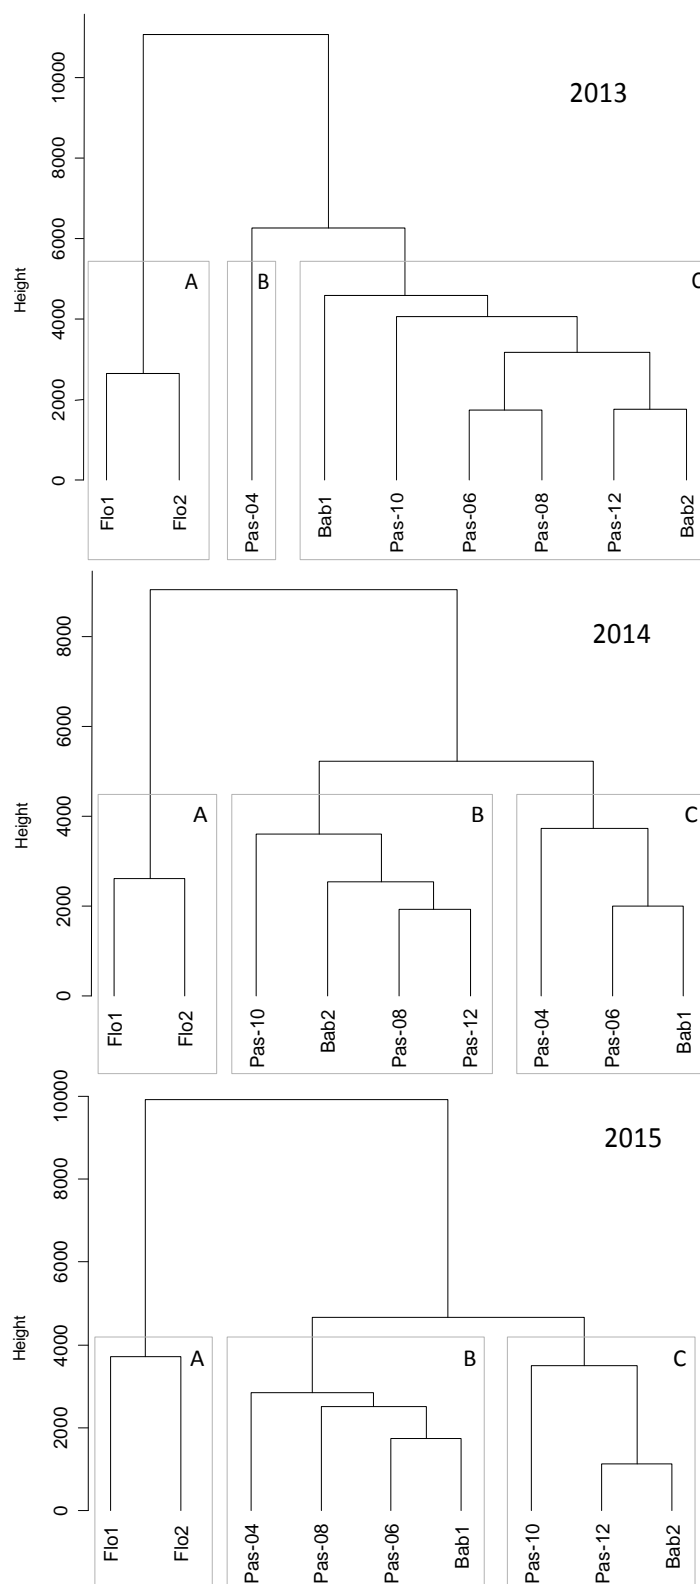 2013
10000
8000
6000
4000
2000
0
Height
A
B
C
Flo1
Flo2
Pas-04
Bab1
Pas-10
Pas-06
Pas-08
Pas-12
Bab2
2014
8000
6000
4000
2000
0
Height
A
B
C
Flo1
Flo2
Pas-10
Bab2
Pas-08
Pas-12
Pas-04
Pas-06
Bab1
2015
10000
8000
6000
4000
2000
0
Height
A
B
C
Flo1
Flo2
Pas-04
Pas-08
Pas-06
Bab1
Pas-10
Pas-12
Bab2